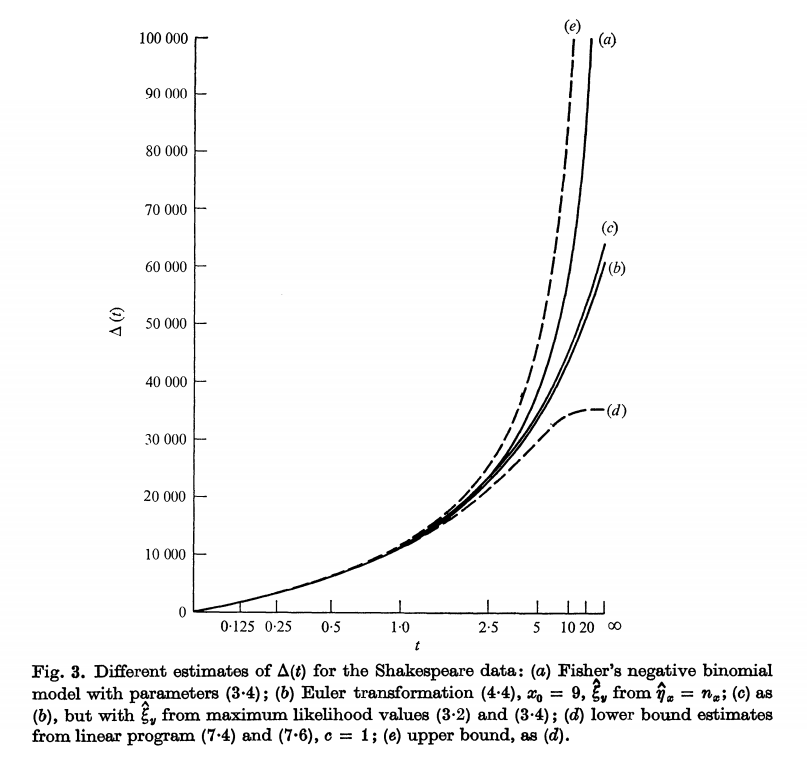 (e)
100 000
(a)
90 000
80 000
70 000
(c)
60 000
(b)
Δ(t)
50 000
40 000
(d)
30 000
20 000
10 000
0
0·125 0·25 0·5 1·0 2·5 5 10 20 ∞
t
Fig. 3. Different estimates of Δ(t) for the Shakespeare data: (a) Fisher's negative binomial
model with parameters (3·4); (b) Euler transformation (4·4), x₀ = 9, ξ̂ᵧ from η̂ₓ = nₓ; (c) as
(b), but with ξ̂ᵧ from maximum likelihood values (3·2) and (3·4); (d) lower bound estimates
from linear program (7·4) and (7·6), c = 1; (e) upper bound, as (d).